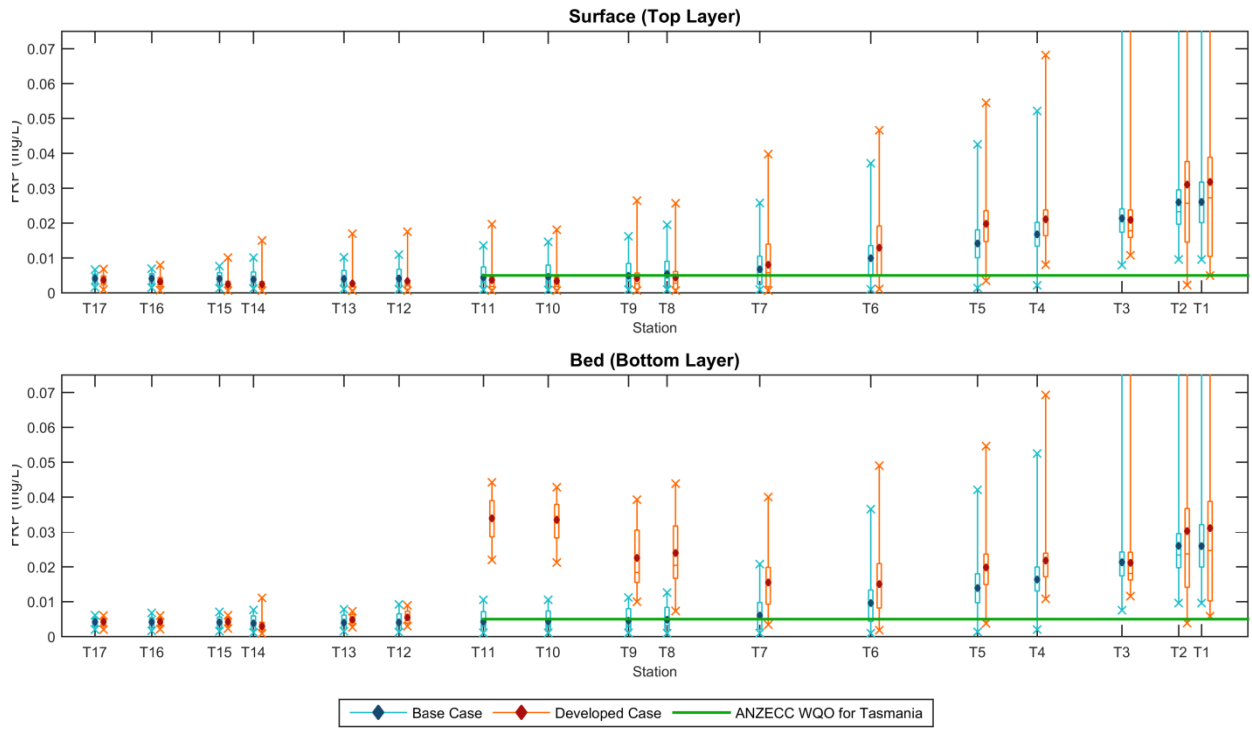 Surface (Top Layer)
0.07
0.06
0.05
0.04
0.03
0.02
0.01
0
FRP (mg/L)
T17 T16 T15 T14 T13 T12 T11 T10 T9 T8 T7 T6 T5 T4 T3 T2 T1
Station
Bed (Bottom Layer)
0.07
0.06
0.05
0.04
0.03
0.02
0.01
0
FRP (mg/L)
T17 T16 T15 T14 T13 T12 T11 T10 T9 T8 T7 T6 T5 T4 T3 T2 T1
Station
Base Case Developed Case ANZECC WQO for Tasmania